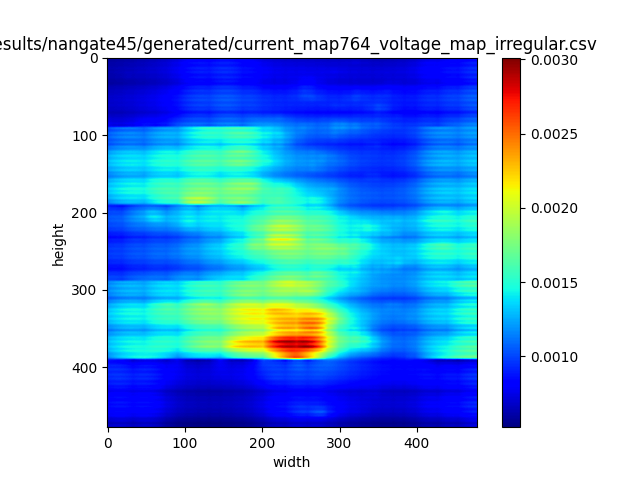 esults/nangate45/generated/current_map764_voltage_map_irregular.csv
0
100
200
300
400
height
0 100 200 300 400
width
0.0030
0.0025
0.0020
0.0015
0.0010